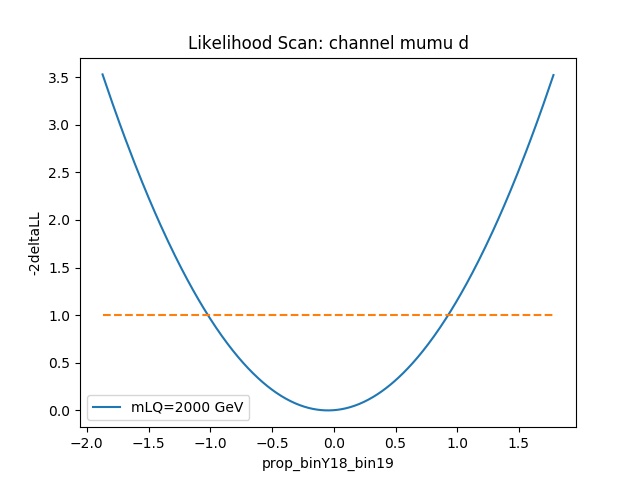 Likelihood Scan: channel mumu d
3.5
3.0
2.5
2.0
1.5
1.0
0.5
0.0
-2deltaLL
mLQ=2000 GeV
−2.0 −1.5 −1.0 −0.5 0.0 0.5 1.0 1.5
prop_binY18_bin19